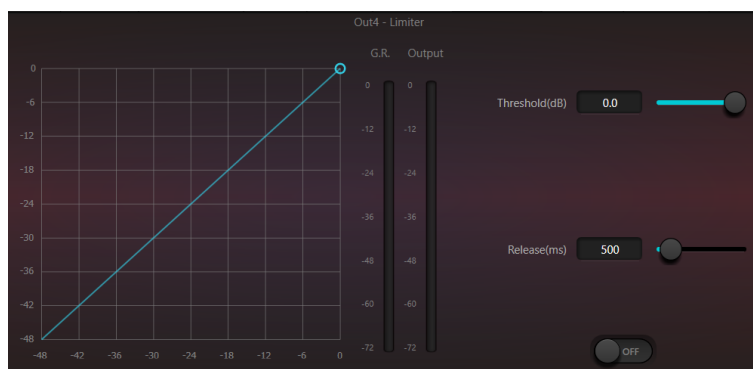 Out4 - Limiter
G.R. Output
0
-6
-12
-18
-24
-30
-36
-42
-48
-48 -42 -36 -30 -24 -18 -12 -6 0
0 0
-12 -12
-24 -24
-36 -36
-48 -48
-60 -60
-72 -72
Threshold(dB) 0.0
Release(ms) 500
OFF